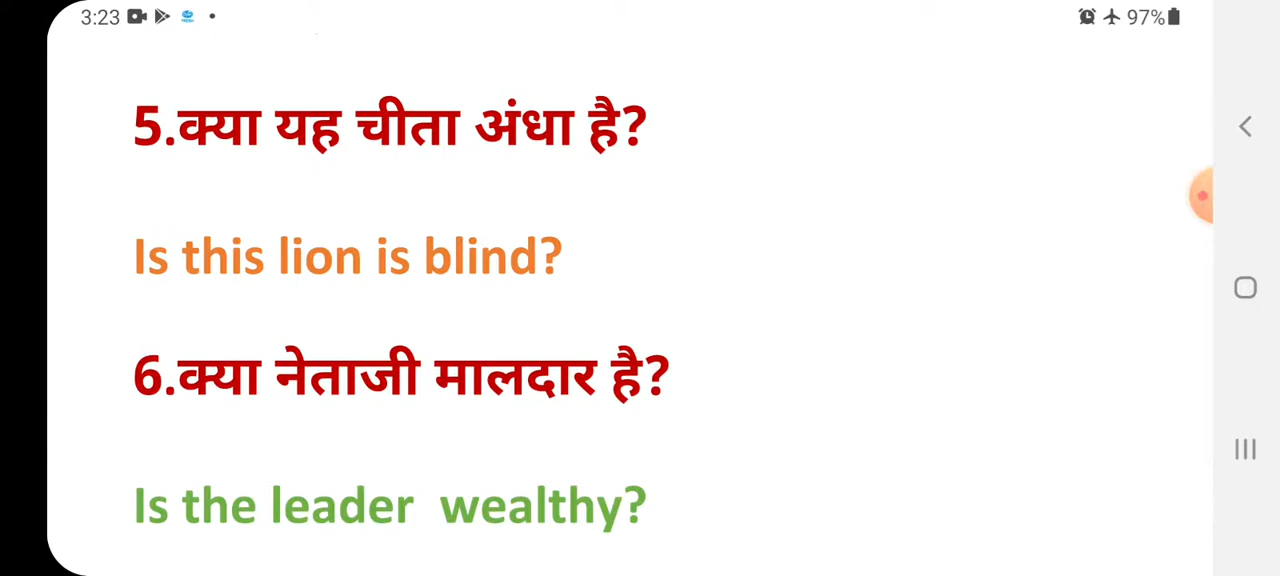 3:23
97%
5.क्या यह चीता अंधा है?
Is this lion is blind?
6.क्या नेताजी मालदार है?
Is the leader  wealthy?